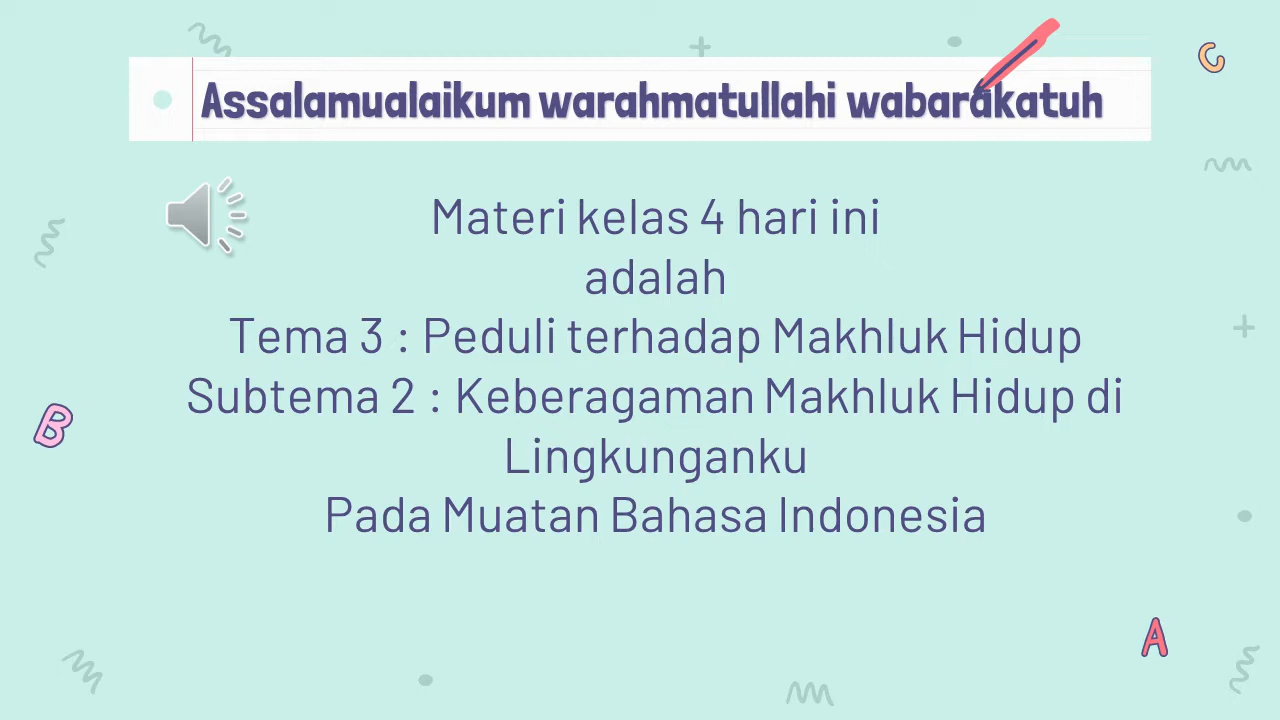 Assalamualaikum warahmatullahi wabarakatuh
Materi kelas 4 hari ini
adalah
Tema 3 : Peduli terhadap Makhluk Hidup
Subtema 2 : Keberagaman Makhluk Hidup di
Lingkunganku
Pada Muatan Bahasa Indonesia
C
B
A